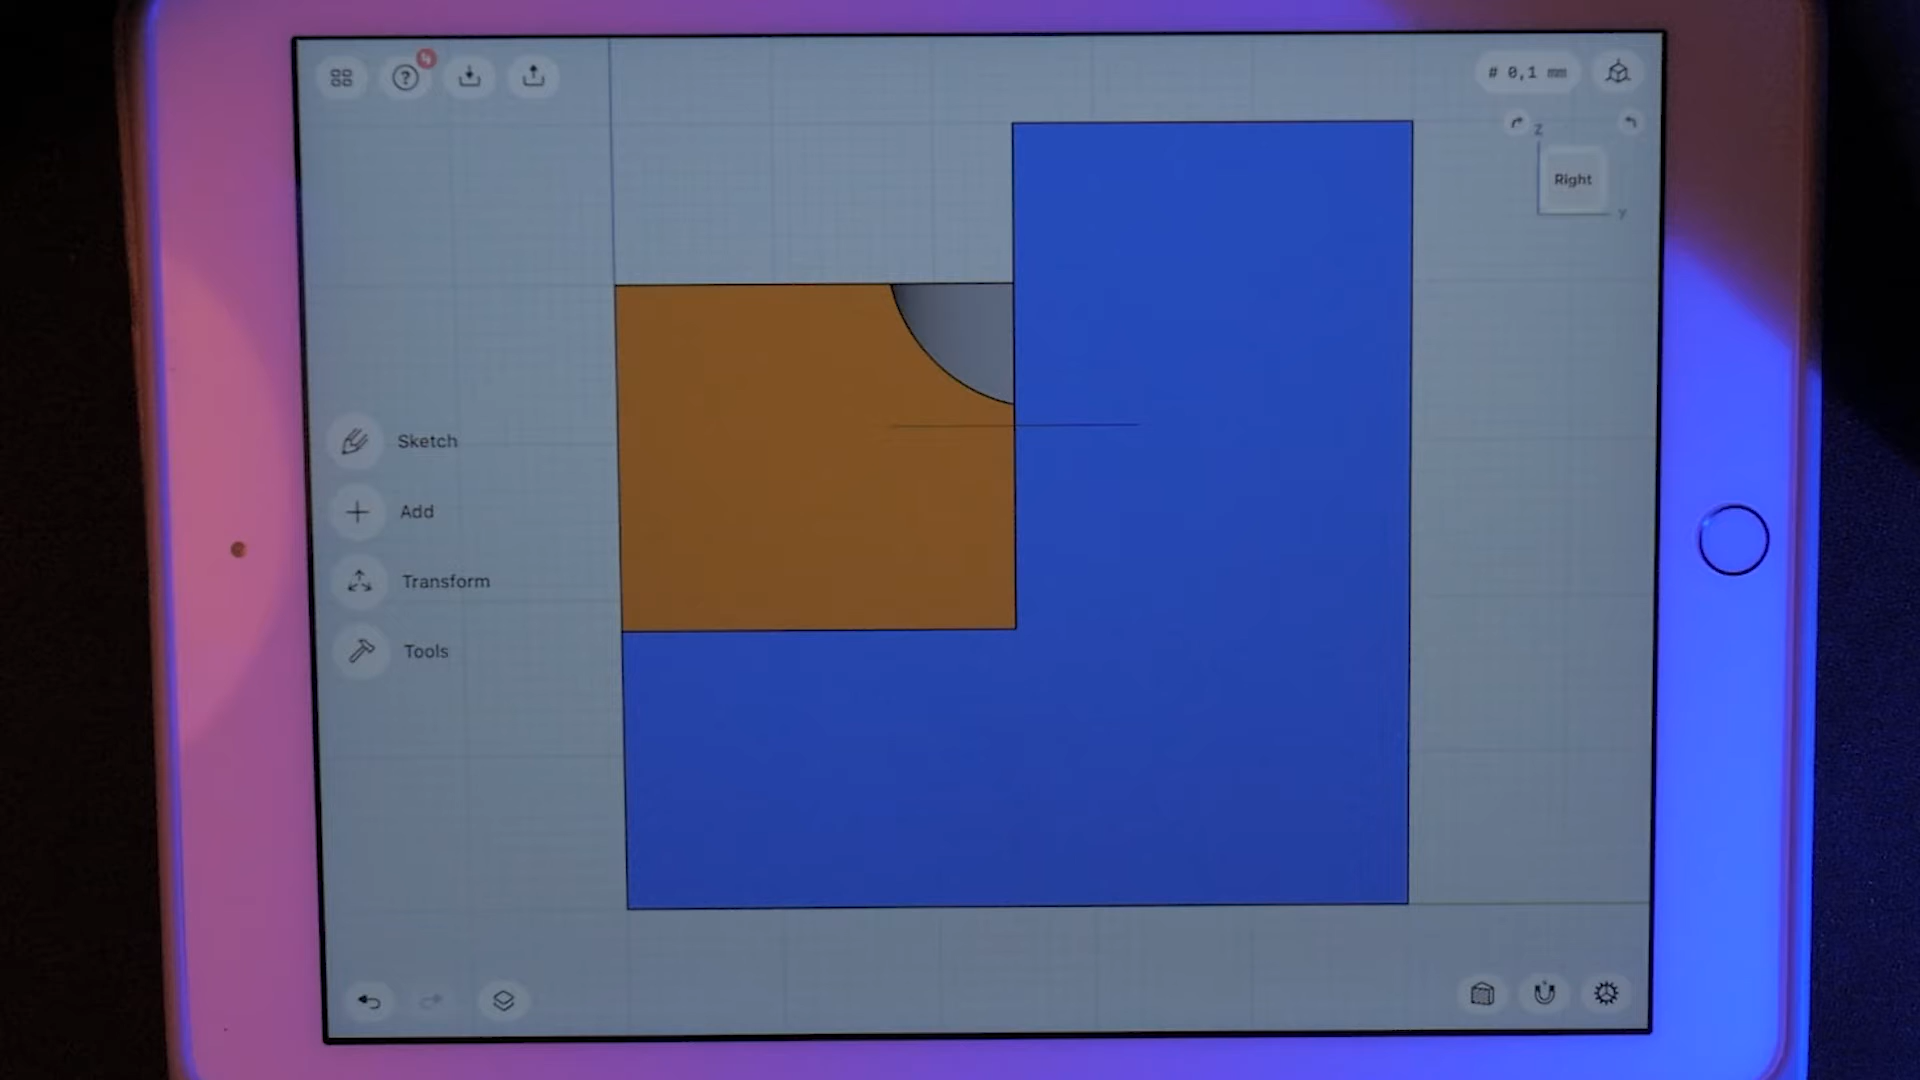 # 0,1 mm
Z
Right
y
Sketch
Add
Transform
Tools